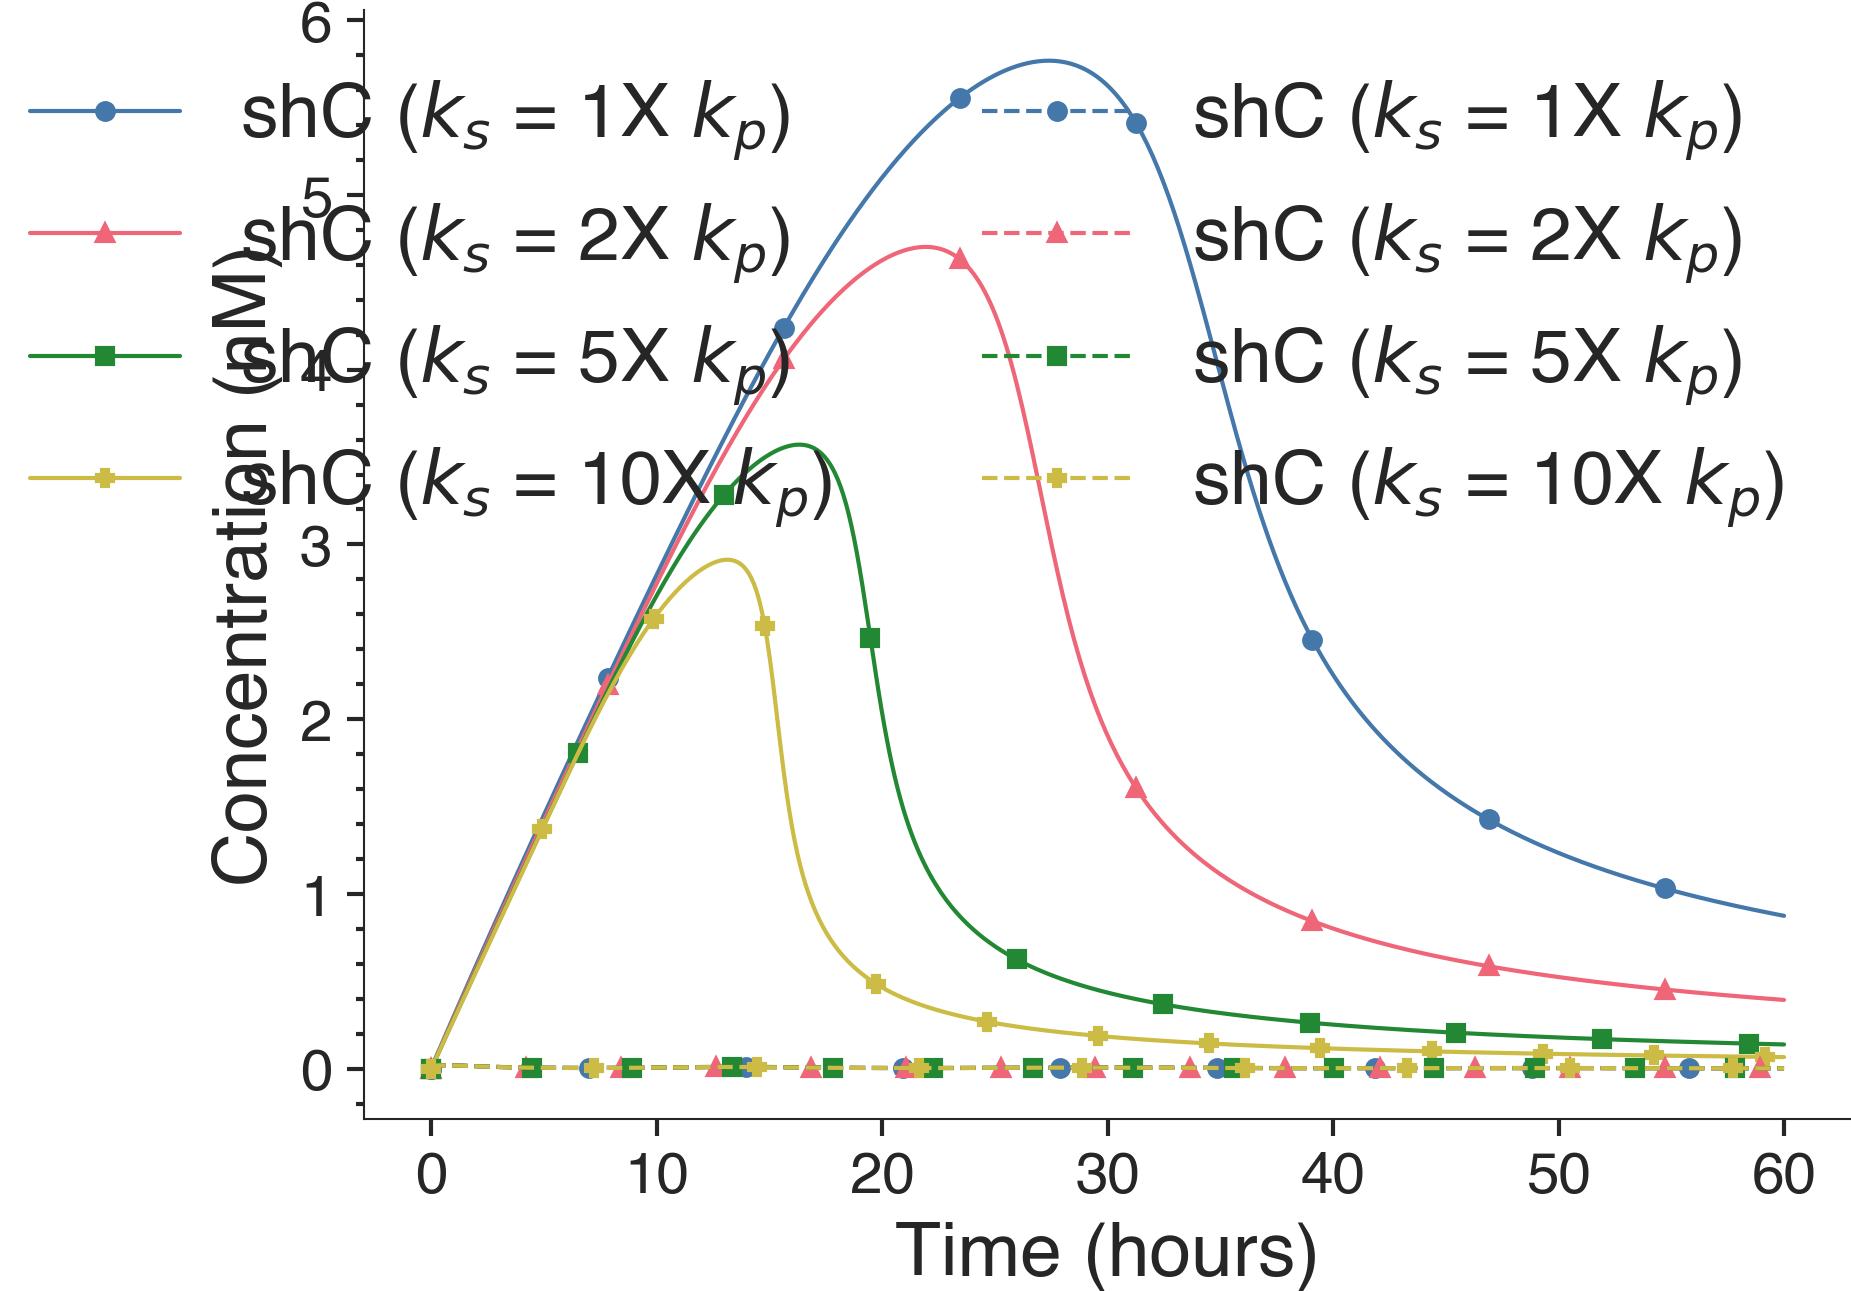 6
5
4
3
2
1
0
Concentration (nM)
shC (kₛ = 1X kₚ)
shC (kₛ = 2X kₚ)
shC (kₛ = 5X kₚ)
shC (kₛ = 10X kₚ)
shC (kₛ = 1X kₚ)
shC (kₛ = 2X kₚ)
shC (kₛ = 5X kₚ)
shC (kₛ = 10X kₚ)
0 10 20 30 40 50 60
Time (hours)